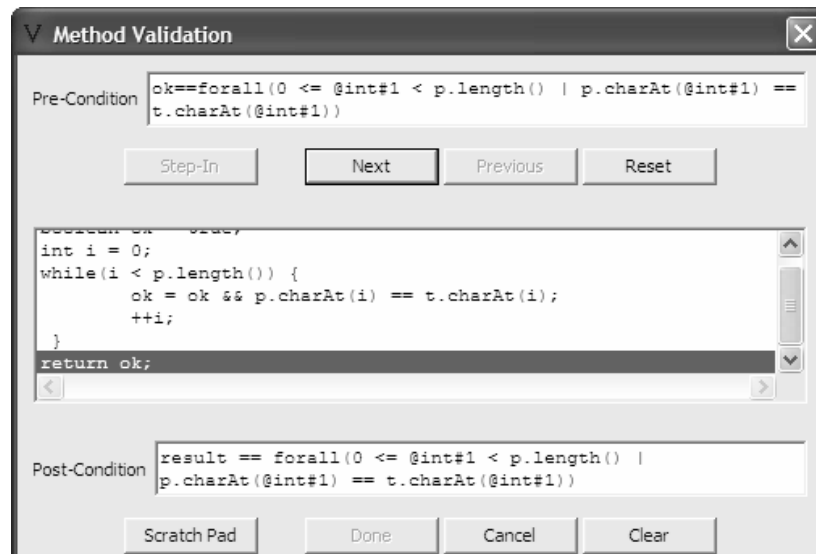 V Method Validation
Pre-Condition
ok==forall(0 <= @int#1 < p.length() | p.charAt(@int#1) ==
t.charAt(@int#1))
Step-In Next Previous Reset
int i = 0;
while(i < p.length()) {
ok = ok && p.charAt(i) == t.charAt(i);
++i;
}
return ok;
Post-Condition
result == forall(0 <= @int#1 < p.length() |
p.charAt(@int#1) == t.charAt(@int#1))
Scratch Pad Done Cancel Clear